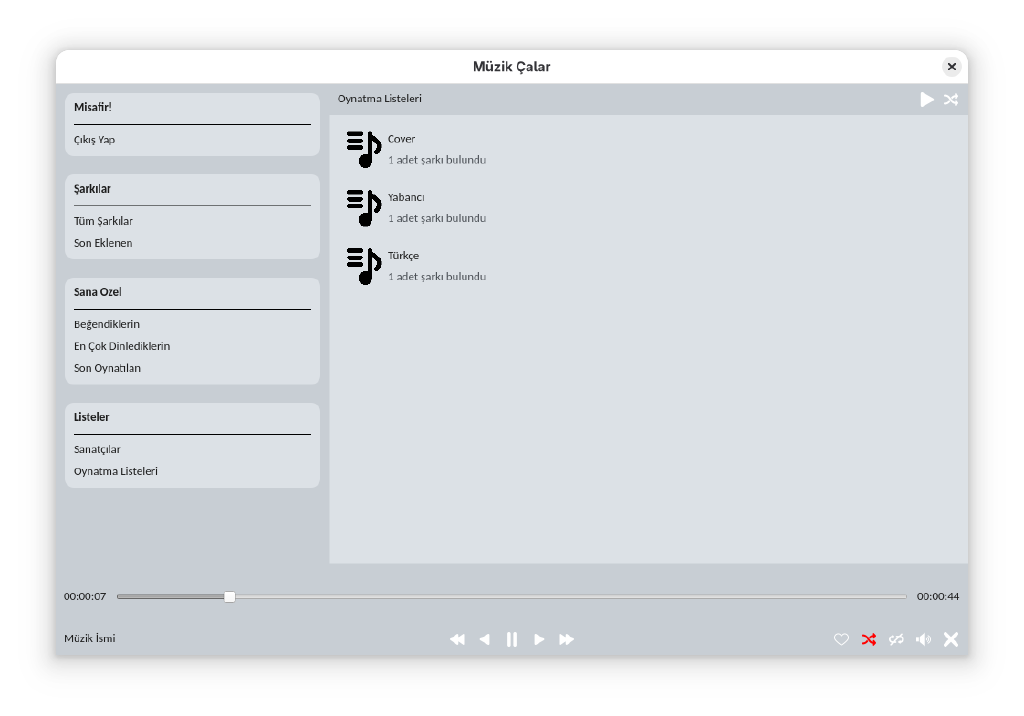 Müzik Çalar
Misafir!
Çıkış Yap
Şarkılar
Tüm Şarkılar
Son Eklenen
Sana Özel
Beğendiklerin
En Çok Dinlediklerin
Son Oynatılan
Listeler
Sanatçılar
Oynatma Listeleri
Oynatma Listeleri
Cover
1 adet şarkı bulundu
Yabancı
1 adet şarkı bulundu
Türkçe
1 adet şarkı bulundu
00:00:07
00:00:44
Müzik İsmi